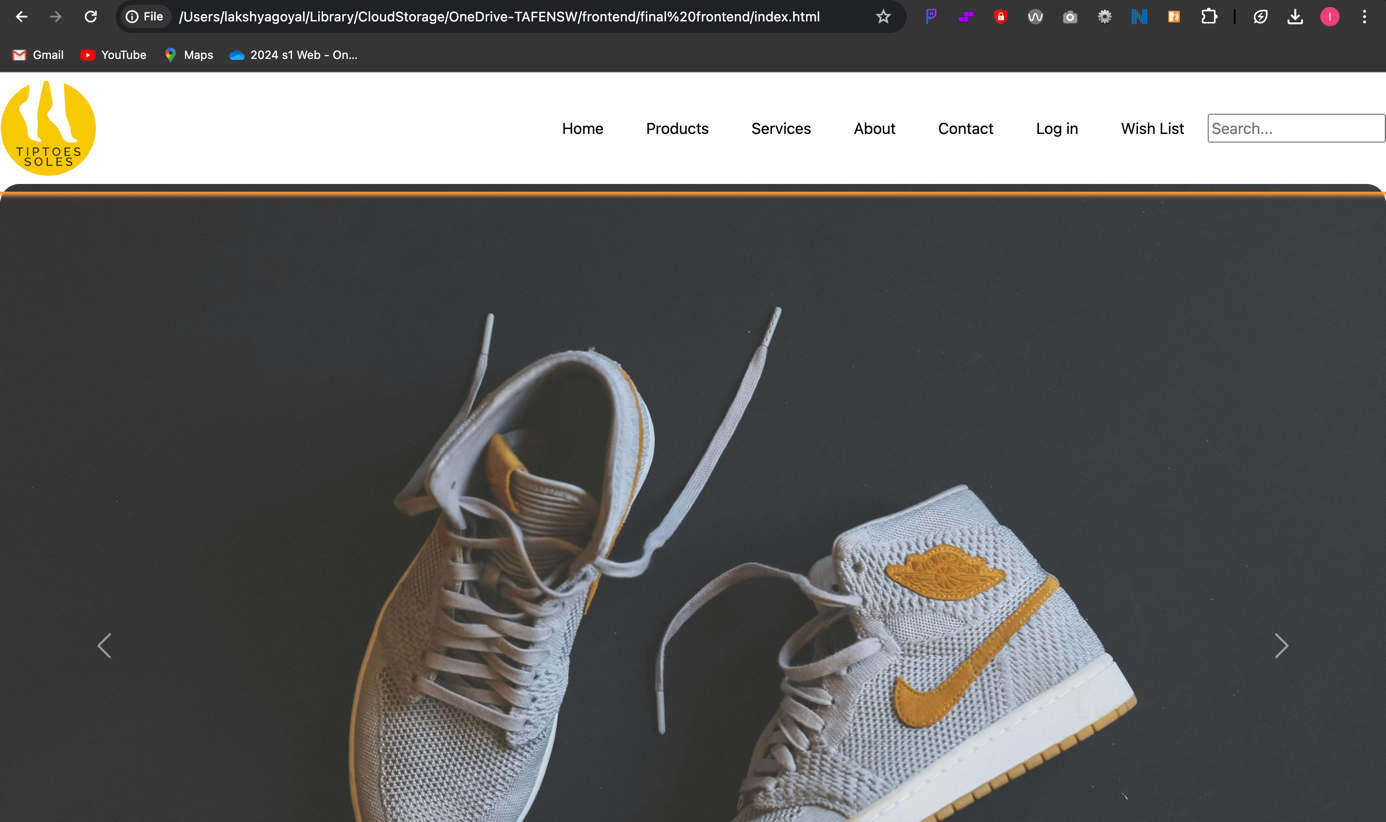 File /Users/lakshyagoyal/Library/CloudStorage/OneDrive-TAFENSW/frontend/final%20frontend/index.html
Gmail YouTube Maps 2024 s1 Web - On...
TIPTOES
SOLES
Home Products Services About Contact Log in Wish List Search...